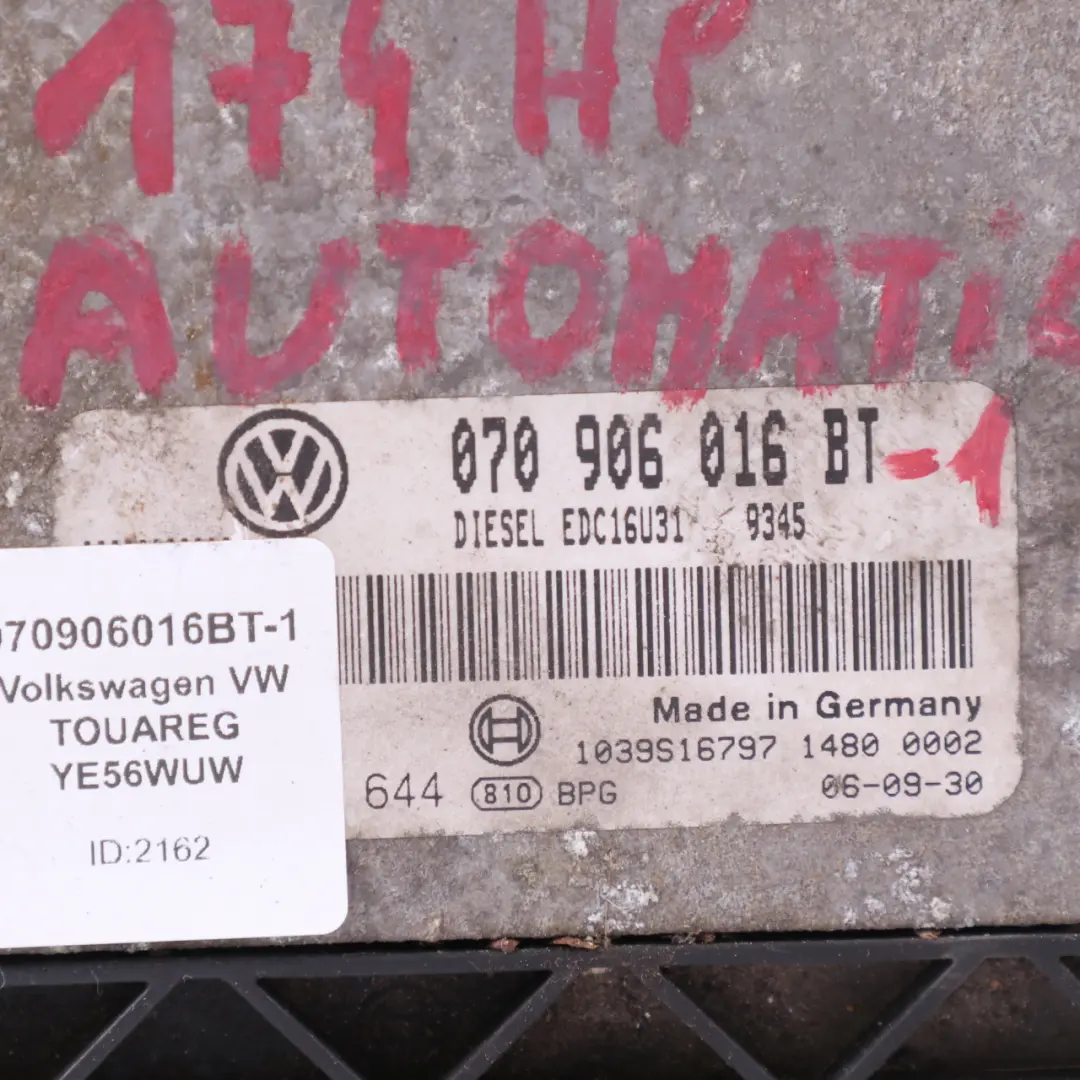 174 HP
AUTOMATiC
070 906 016 BT -1
DIESEL EDC16U31 9345
070906016BT-1
Volkswagen VW
TOUAREG
YE56WUW
ID:2162
Made in Germany
1039S16797 1480 0002
644 810 BPG 06-09-30